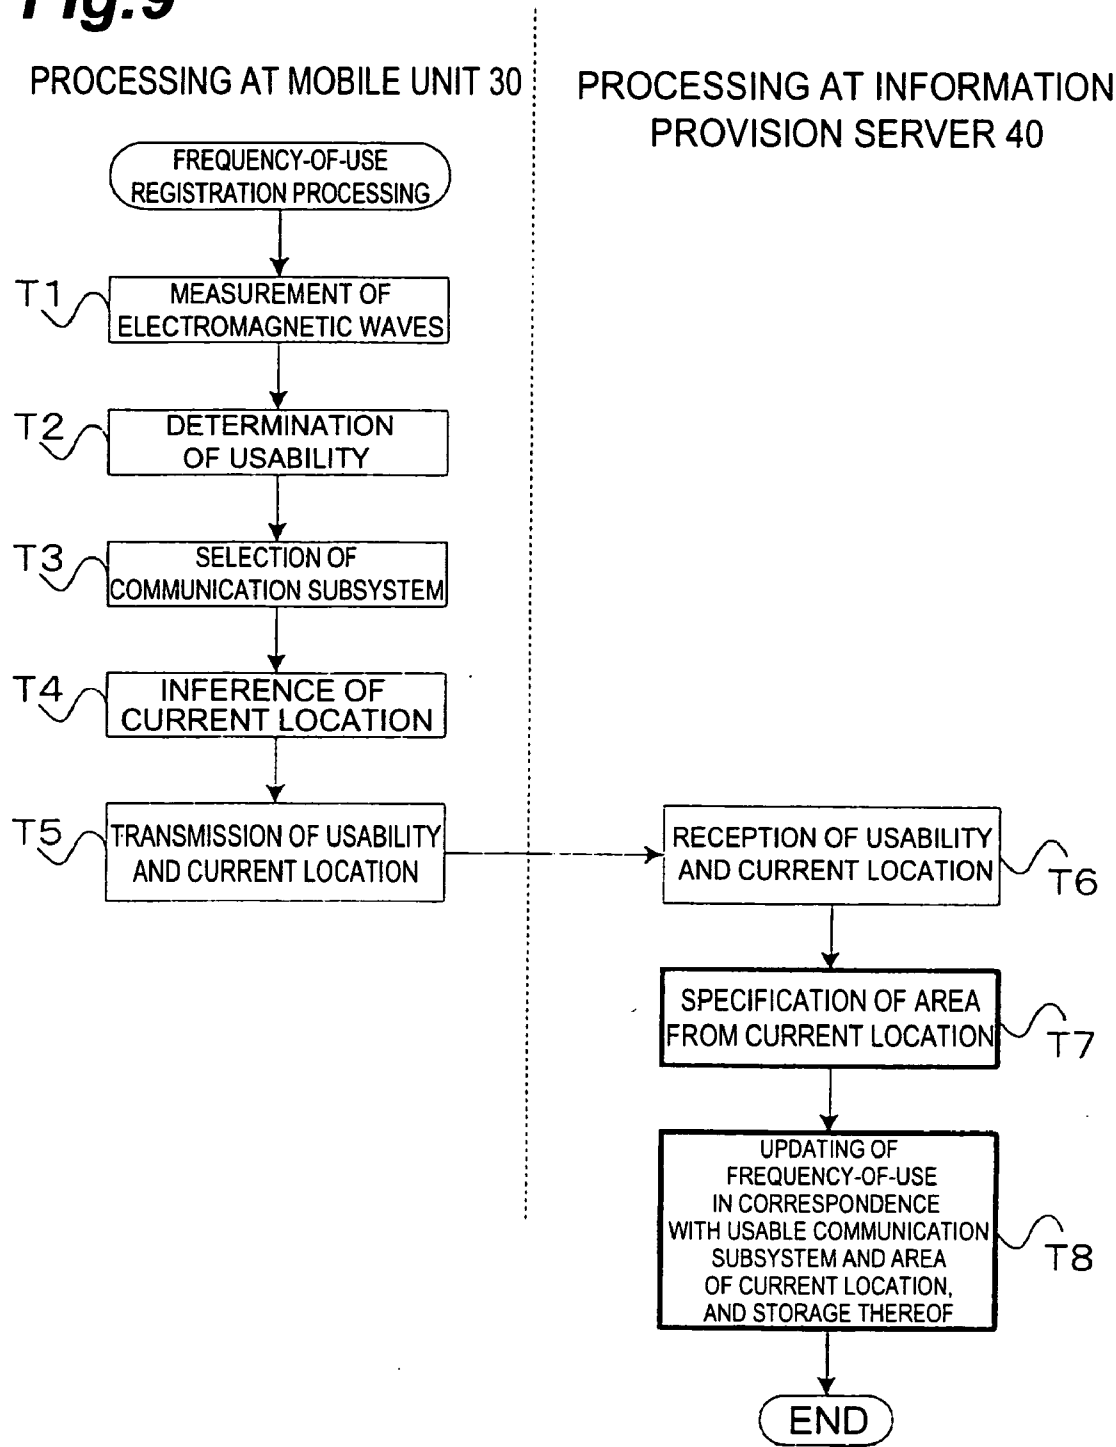 Fig.9
PROCESSING AT MOBILE UNIT 30
PROCESSING AT INFORMATION
PROVISION SERVER 40
FREQUENCY-OF-USE
REGISTRATION PROCESSING
T1
MEASUREMENT OF
ELECTROMAGNETIC WAVES
T2
DETERMINATION
OF USABILITY
T3
SELECTION OF
COMMUNICATION SUBSYSTEM
T4
INFERENCE OF
CURRENT LOCATION
T5
TRANSMISSION OF USABILITY
AND CURRENT LOCATION
RECEPTION OF USABILITY
AND CURRENT LOCATION
T6
SPECIFICATION OF AREA
FROM CURRENT LOCATION
T7
UPDATING OF
FREQUENCY-OF-USE
IN CORRESPONDENCE
WITH USABLE COMMUNICATION
SUBSYSTEM AND AREA
OF CURRENT LOCATION,
AND STORAGE THEREOF
T8
END